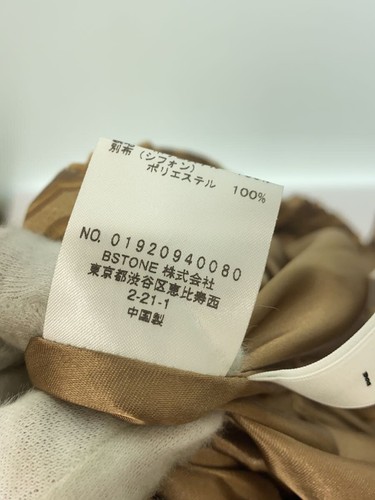 別布（シフォン）
ポリエステル 100%
NO. 01920940080
BSTONE 株式会社
東京都渋谷区恵比寿西
2-21-1
中国製